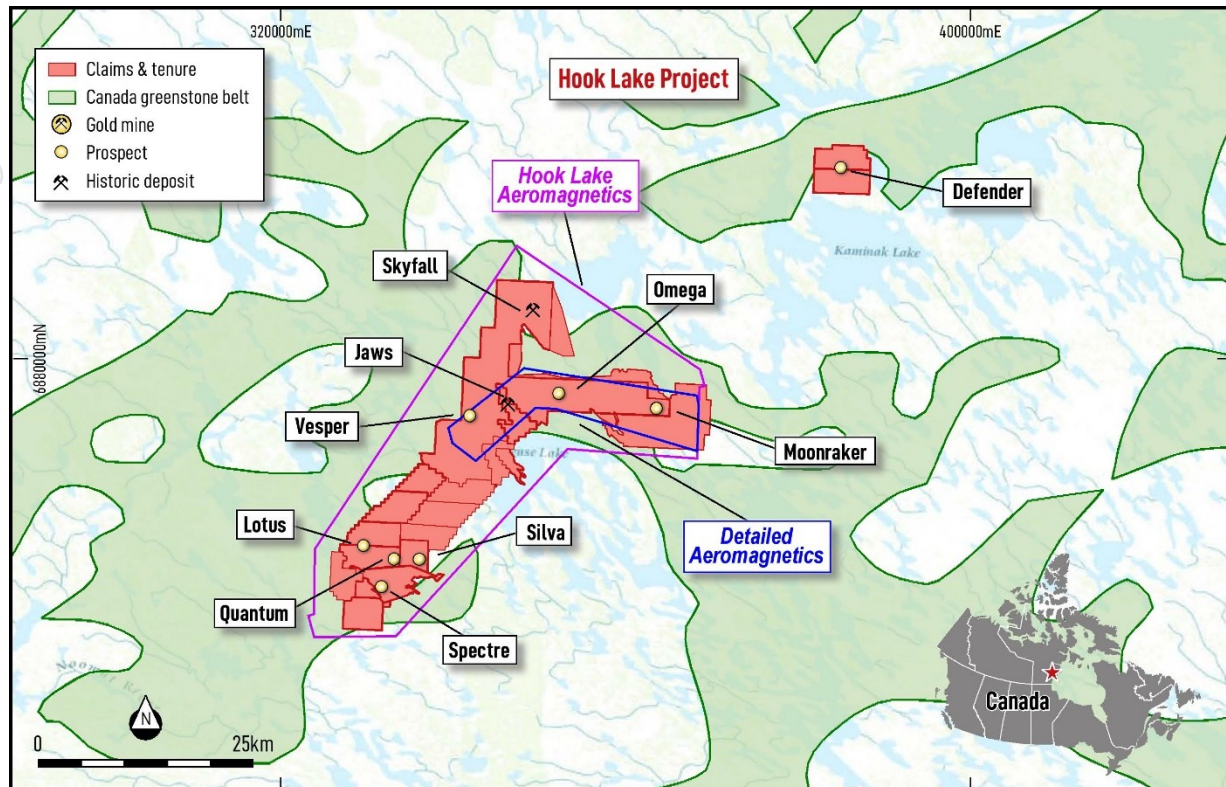 320000mE
400000mE
Claims & tenure
Canada greenstone belt
Gold mine
Prospect
Historic deposit
Hook Lake Project
Hook Lake
Aeromagnetics
Defender
Kaminak Lake
Skyfall
Omega
6880000mN
Jaws
Vesper
Moonraker
Lotus
Silva
Detailed
Aeromagnetics
Quantum
Spectre
N
Canada
0
25km